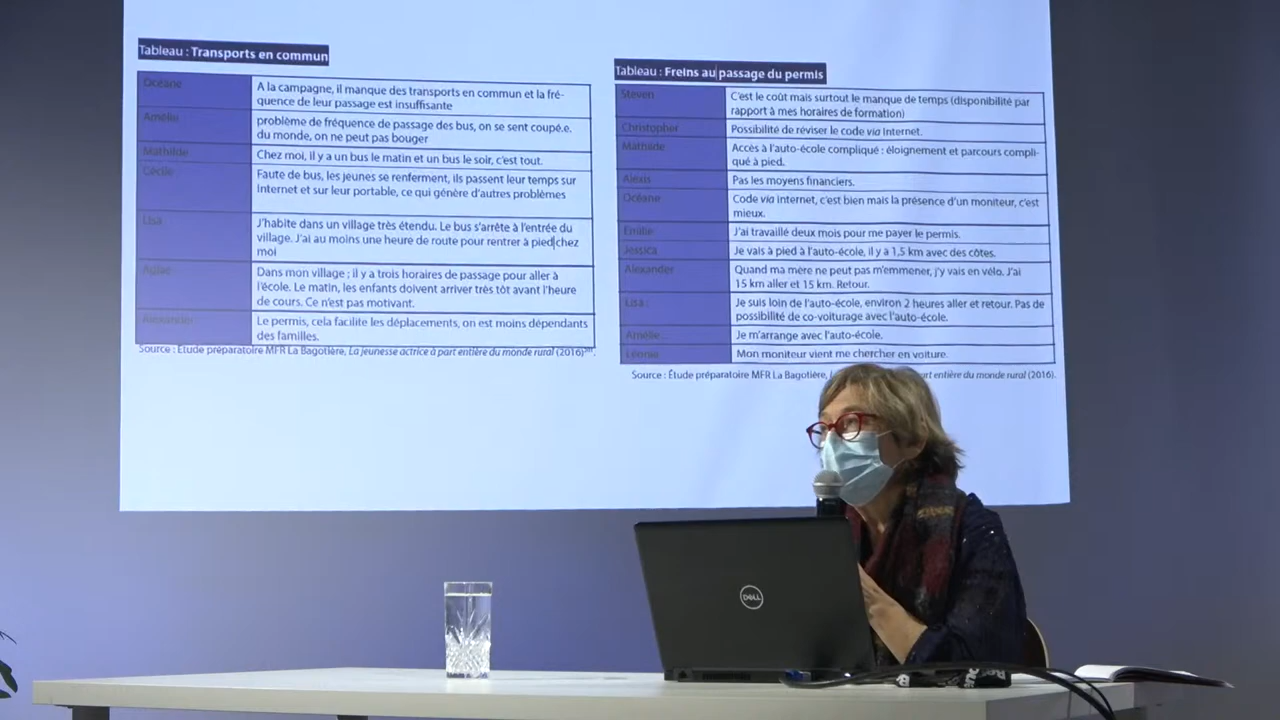 Tableau : Transports en commun
Océane
A la campagne, il manque des transports en commun et la fré-
quence de leur passage est insuffisante
Amélie
problème de fréquence de passage des bus, on se sent coupé.e.
du monde, on ne peut pas bouger
Mathilde
Chez moi, il y a un bus le matin et un bus le soir, c'est tout.
Cécile
Faute de bus, les jeunes se renferment, ils passent leur temps sur
Internet et sur leur portable, ce qui génère d'autres problèmes
Lisa
J'habite dans un village très étendu. Le bus s'arrête à l'entrée du
village. J'ai au moins une heure de route pour rentrer à pied chez
moi
Aglaé
Dans mon village : il y a trois horaires de passage pour aller à
l'école. Le matin, les enfants doivent arriver très tôt avant l'heure
de cours. Ce n'est pas motivant.
Alexander
Le permis, cela facilite les déplacements, on est moins dépendants
des familles.
Source : Étude préparatoire MFR La Bagotière, La jeunesse actrice à part entière du monde rural (2016)
Tableau : Freins au passage du permis
Steven
C'est le coût mais surtout le manque de temps (disponibilité par
rapport à mes horaires de formation)
Christopher
Possibilité de réviser le code via Internet.
Mathilde
Accès à l'auto-école compliqué : éloignement et parcours compli-
qué à pied.
Alexis
Pas les moyens financiers.
Océane
Code via internet, c'est bien mais la présence d'un moniteur, c'est
mieux.
Emilie
J'ai travaillé deux mois pour me payer le permis.
Jessica
Je vais à pied à l'auto-école, il y a 1,5 km avec des côtes.
Alexander
Quand ma mère ne peut pas m'emmener, j'y vais en vélo. J'ai
15 km aller et 15 km. Retour.
Lisa :
Je suis loin de l'auto-école, environ 2 heures aller et retour. Pas de
possibilité de co-voiturage avec l'auto-école.
Amélie :
Je m'arrange avec l'auto-école.
Léonie
Mon moniteur vient me chercher en voiture.
Source : Étude préparatoire MFR La Bagotière, part entière du monde rural (2016).
DELL